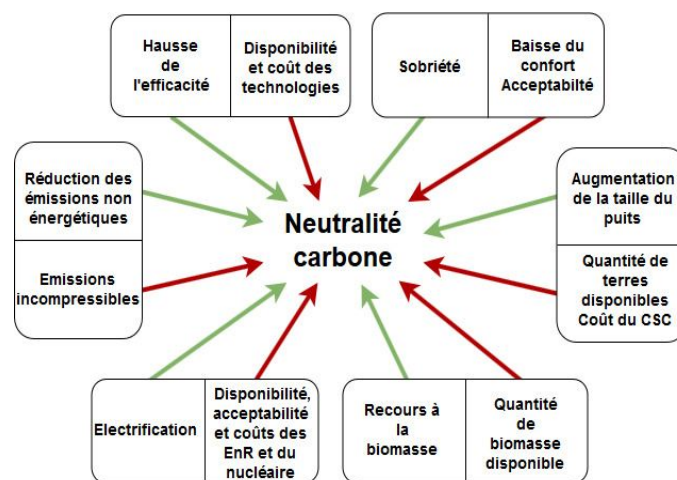 Hausse
de
l'efficacité
Disponibilité
et coût des
technologies
Sobriété
Baisse du
confort
Acceptabilté
Réduction des
émissions non
énergétiques
Emissions
incompressibles
Neutralité
carbone
Augmentation
de la taille du
puits
Quantité de
terres
disponibles
Coût du CSC
Electrification
Disponibilité,
acceptabilité
et coûts des
EnR et du
nucléaire
Recours à
la
biomasse
Quantité
de
biomasse
disponible